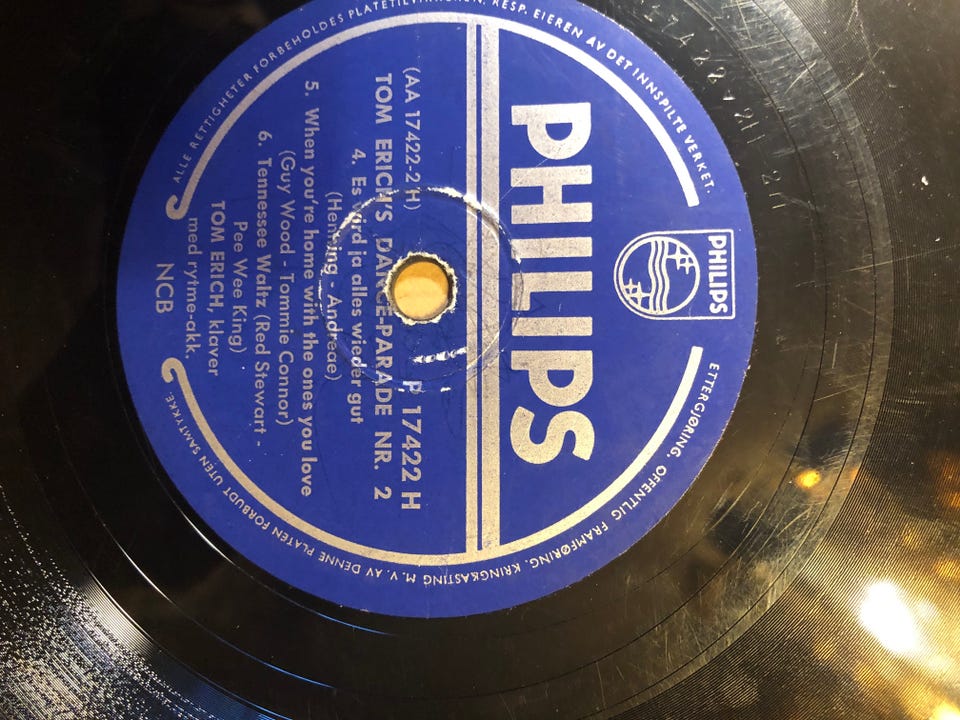 PHILIPS
PHILIPS
(AA 17422-2H) P 17422 H
TOM ERICH'S DANCE-PARADE NR. 2
4. Es wird ja alles wieder gut
(Henning - Andreae)
5. When you're home with the ones you love
(Guy Wood - Tommie Connor)
6. Tennessee Waltz (Red Stewart -
Pee Wee King)
TOM ERICH, klaver
med rytme-akk.
NCB
ALLE RETTIGHETER FORBEHOLDES PLATETILVIRKEREN, RESP. EIEREN AV DET INNSPILTE VERKET.
ETTERGJØRING, OFFENTLIG FRAMFØRING, KRINGKASTING M. V. AV DENNE PLATEN FORBUDT UTEN SAMTYKKE.